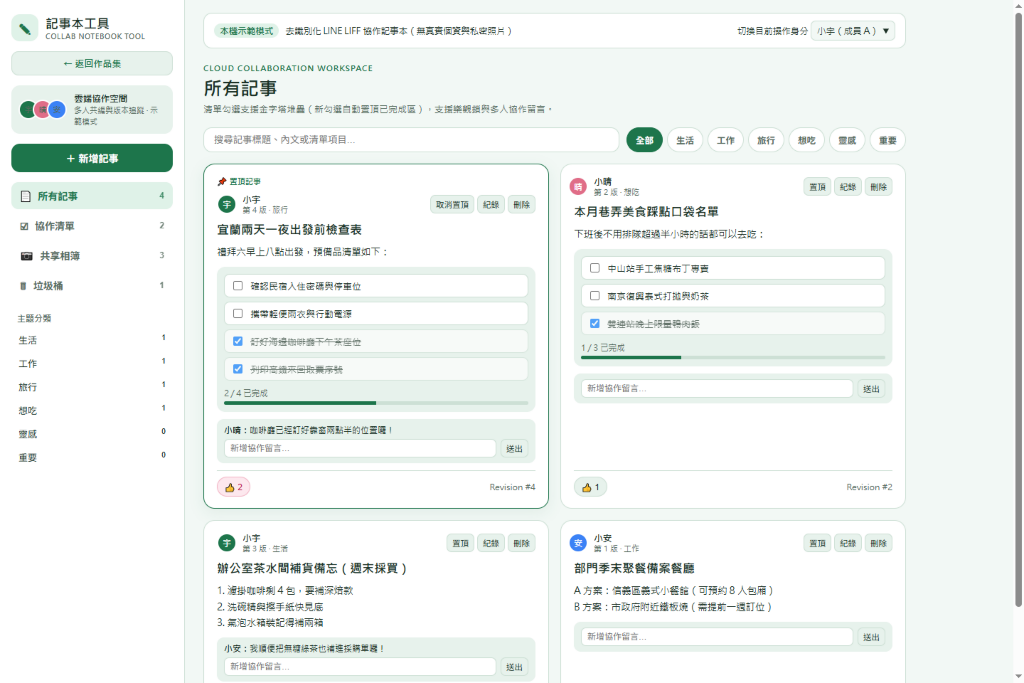 記事本工具
COLLAB NOTEBOOK TOOL
← 返回作品集
雲端協作空間
多人共編與版本追蹤 · 示
範模式
+ 新增記事
所有記事 4
協作清單 2
共享相簿 3
垃圾桶 1
主題分類
生活 1
工作 1
旅行 1
想吃 1
靈感 0
重要 0
本機示範模式 去識別化 LINE LIFF 協作記事本（無真實個資與私密照片）
切換目前操作身分 小宇（成員 A）▼
CLOUD COLLABORATION WORKSPACE
所有記事
清單勾選支援金字塔堆疊（新勾選自動置頂已完成區），支援樂觀鎖與多人協作留言。
搜尋記事標題、內文或清單項目...
全部 生活 工作 旅行 想吃 靈感 重要
📌 置頂記事
宇 小宇
第 4 版 · 旅行
取消置頂 紀錄 刪除
宜蘭兩天一夜出發前檢查表
禮拜六早上八點出發，預備品清單如下：
確認民宿入住密碼與停車位
攜帶輕便雨衣與行動電源
訂好海邊咖啡廳下午茶座位
列印高鐵來回取票序號
2 / 4 已完成
小晴：咖啡廳已經訂好靠窗兩點半的位置囉！
新增協作留言... 送出
👍 2 Revision #4
晴 小晴
第 2 版 · 想吃
置頂 紀錄 刪除
本月巷弄美食踩點口袋名單
下班後不用排隊超過半小時的話都可以去吃：
中山站手工焦糖布丁專賣
南京復興泰式打拋與奶茶
雙連站晚上限量鴨肉飯
1 / 3 已完成
新增協作留言... 送出
👍 1 Revision #2
宇 小宇
第 3 版 · 生活
置頂 紀錄 刪除
辦公室茶水間補貨備忘（週末採買）
1. 濾掛咖啡剩 4 包，要補深焙款
2. 洗碗精與擦手紙快見底
3. 氣泡水箱裝記得補兩箱
小安：我順便把無糖綠茶也補進採購單囉！
新增協作留言... 送出
安 小安
第 1 版 · 工作
置頂 紀錄 刪除
部門季末聚餐備案餐廳
A 方案：信義區義式小餐館（可預約 8 人包廂）
B 方案：市政府附近鐵板燒（需提前一週訂位）
新增協作留言... 送出